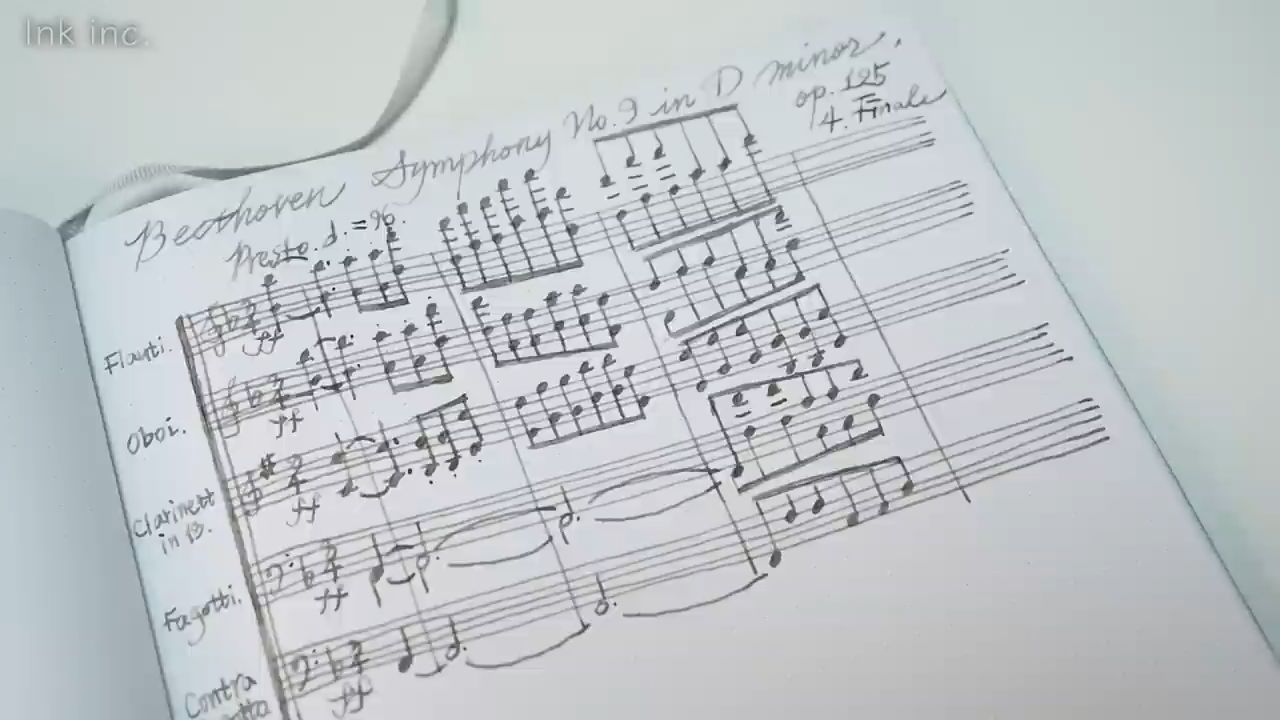 Ink inc.
Beethoven Symphony No.9 in D minor.
op. 125
4. Finale
Presto. d. = 96.
Flauti.
ff
Oboi.
ff
Clarinett
in B.
ff
Fagotti.
ff
Contra
ff